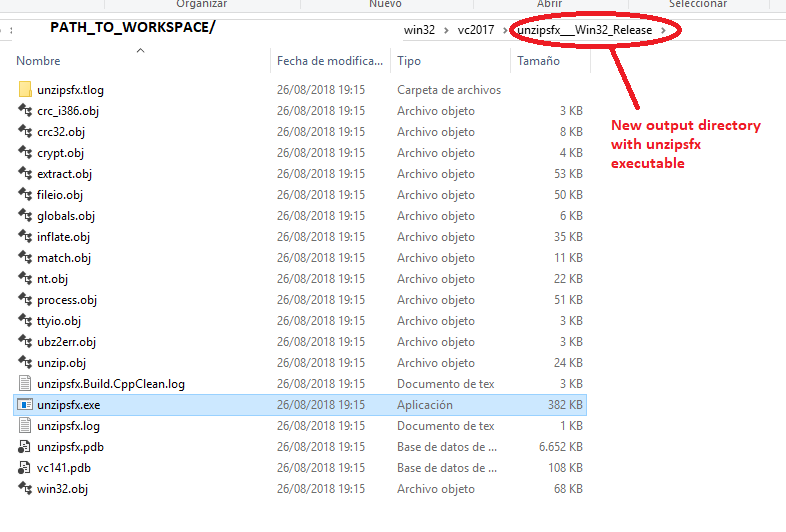 Organizar Nuevo Abrir Seleccionar
PATH_TO_WORKSPACE/ win32 > vc2017 > unzipsfx___Win32_Release >
Nombre Fecha de modifica... Tipo Tamaño
unzipsfx.tlog 26/08/2018 19:15 Carpeta de archivos
crc_i386.obj 26/08/2018 19:15 Archivo objeto 3 KB
crc32.obj 26/08/2018 19:15 Archivo objeto 8 KB
crypt.obj 26/08/2018 19:15 Archivo objeto 4 KB
extract.obj 26/08/2018 19:15 Archivo objeto 53 KB
fileio.obj 26/08/2018 19:15 Archivo objeto 50 KB
globals.obj 26/08/2018 19:15 Archivo objeto 6 KB
inflate.obj 26/08/2018 19:15 Archivo objeto 35 KB
match.obj 26/08/2018 19:15 Archivo objeto 11 KB
nt.obj 26/08/2018 19:15 Archivo objeto 22 KB
process.obj 26/08/2018 19:15 Archivo objeto 51 KB
ttyio.obj 26/08/2018 19:15 Archivo objeto 3 KB
ubz2err.obj 26/08/2018 19:15 Archivo objeto 3 KB
unzip.obj 26/08/2018 19:15 Archivo objeto 24 KB
unzipsfx.Build.CppClean.log 26/08/2018 19:15 Documento de tex 3 KB
unzipsfx.exe 26/08/2018 19:15 Aplicación 382 KB
unzipsfx.log 26/08/2018 19:15 Documento de tex 1 KB
unzipsfx.pdb 26/08/2018 19:15 Base de datos de ... 6.652 KB
vc141.pdb 26/08/2018 19:15 Base de datos de ... 108 KB
win32.obj 26/08/2018 19:15 Archivo objeto 68 KB
New output directory
with unzipsfx
executable